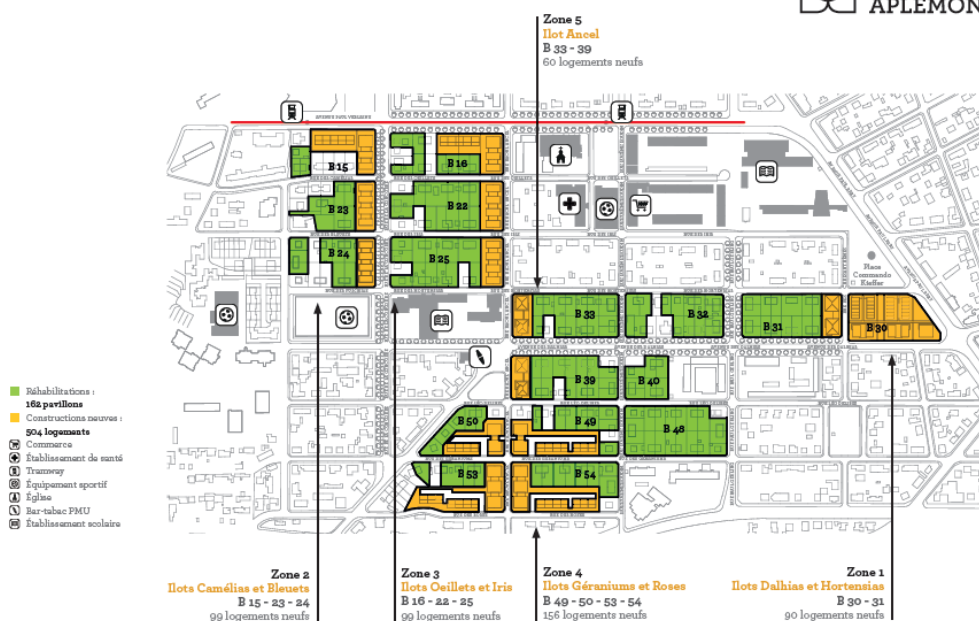 APLEMON
Zone 5
Ilot Ancel
B 33 - 39
60 logements neufs
B 15
B 16
B 23
B 22
B 24
B 25
Place
Commando
Kieffer
B 33
B 32
B 31
B 30
B 39
B 40
B 50
B 49
B 48
B 53
B 54
Réhabilitations :
162 pavillons
Constructions neuves :
504 logements
Commerce
Établissement de santé
Tramway
Équipement sportif
Église
Bar-tabac PMU
Établissement scolaire
Zone 2
Ilots Camélias et Bleuets
B 15 - 23 - 24
99 logements neufs
Zone 3
Ilots Oeillets et Iris
B 16 - 22 - 25
99 logements neufs
Zone 4
Ilots Géraniums et Roses
B 49 - 50 - 53 - 54
156 logements neufs
Zone 1
Ilots Dalhias et Hortensias
B 30 - 31
90 logements neufs